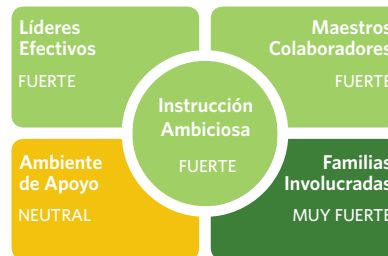 Líderes
Efectivos
FUERTE
Maestros
Colaboradores
FUERTE
Instrucción
Ambiciosa
FUERTE
Ambiente
de Apoyo
NEUTRAL
Familias
Involucradas
MUY FUERTE